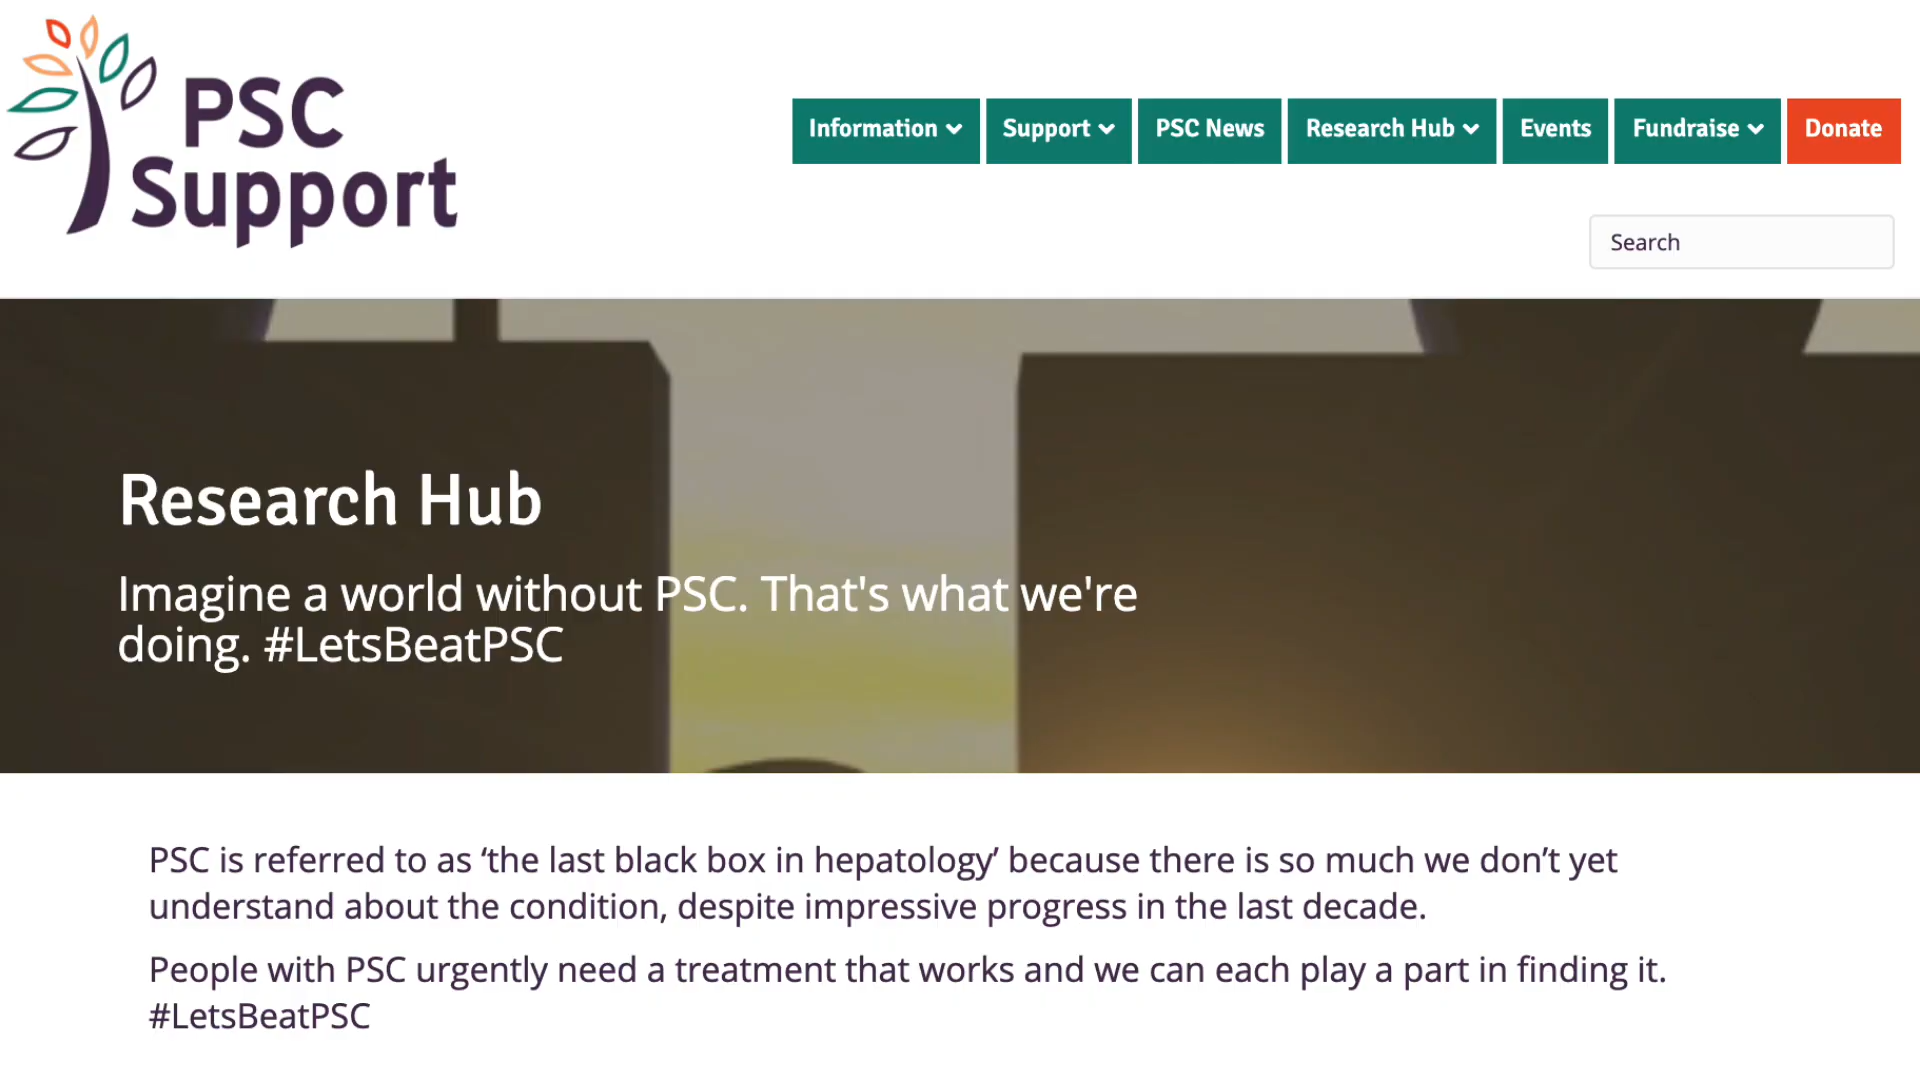 PSC
Support
Information
Support
PSC News
Research Hub
Events
Fundraise
Donate
Search
Research Hub
Imagine a world without PSC. That's what we're
doing. #LetsBeatPSC
PSC is referred to as ‘the last black box in hepatology’ because there is so much we don’t yet
understand about the condition, despite impressive progress in the last decade.
People with PSC urgently need a treatment that works and we can each play a part in finding it.
#LetsBeatPSC